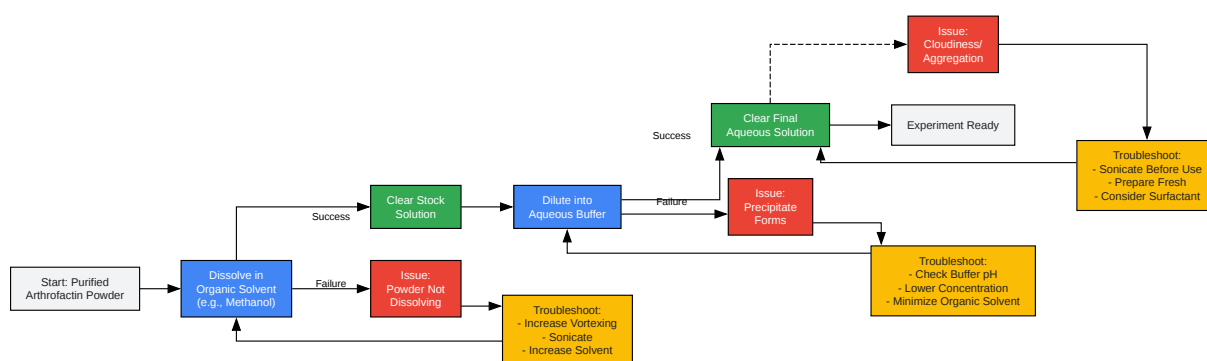 Start: Purified
Arthrofactin Powder
Dissolve in
Organic Solvent
(e.g., Methanol)
Success
Failure
Clear Stock
Solution
Issue:
Powder Not
Dissolving
Troubleshoot:
- Increase Vortexing
- Sonicate
- Increase Solvent
Dilute into
Aqueous Buffer
Success
Failure
Clear Final
Aqueous Solution
Issue:
Precipitate
Forms
Troubleshoot:
- Check Buffer pH
- Lower Concentration
- Minimize Organic Solvent
Experiment Ready
Issue:
Cloudiness/
Aggregation
Troubleshoot:
- Sonicate Before Use
- Prepare Fresh
- Consider Surfactant